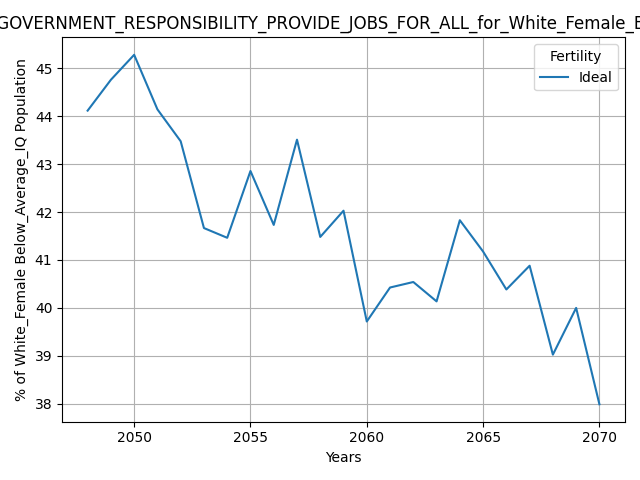 GOVERNMENT_RESPONSIBILITY_PROVIDE_JOBS_FOR_ALL_for_White_Female_
% of White_Female Below_Average_IQ Population
Fertility
Ideal
45
44
43
42
41
40
39
38
2050
2055
2060
2065
2070
Years